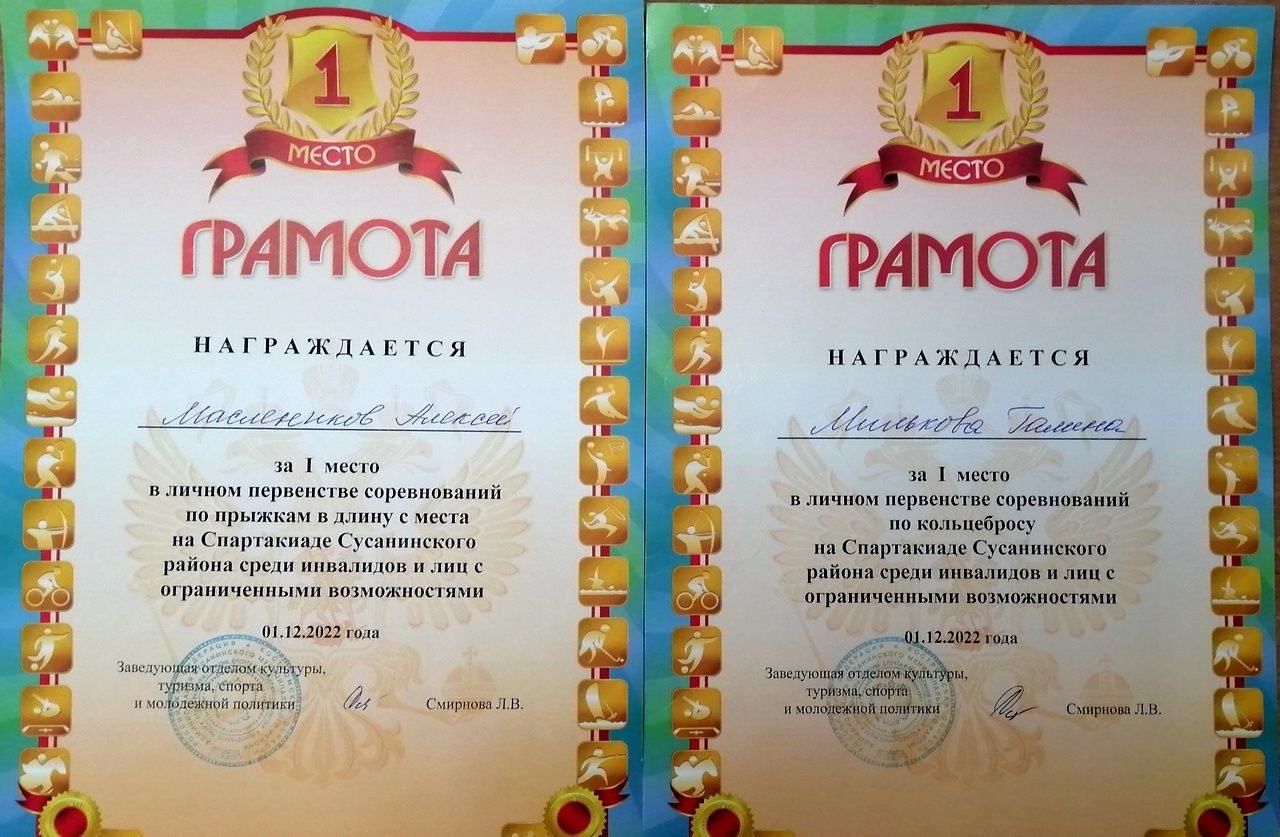 1
МЕСТО
ГРАМОТА
НАГРАЖДАЕТСЯ
Маслеников Алексей
за I место
в личном первенстве соревнований
по прыжкам в длину с места
на Спартакиаде Сусанинского
района среди инвалидов и лиц с
ограниченными возможностями
01.12.2022 года
Заведующая отделом культуры,
туризма, спорта
и молодежной политики Смирнова Л.В.
1
МЕСТО
ГРАМОТА
НАГРАЖДАЕТСЯ
Милькова Галина
за I место
в личном первенстве соревнований
по кольцебросу
на Спартакиаде Сусанинского
района среди инвалидов и лиц с
ограниченными возможностями
01.12.2022 года
Заведующая отделом культуры,
туризма, спорта
и молодежной политики Смирнова Л.В.